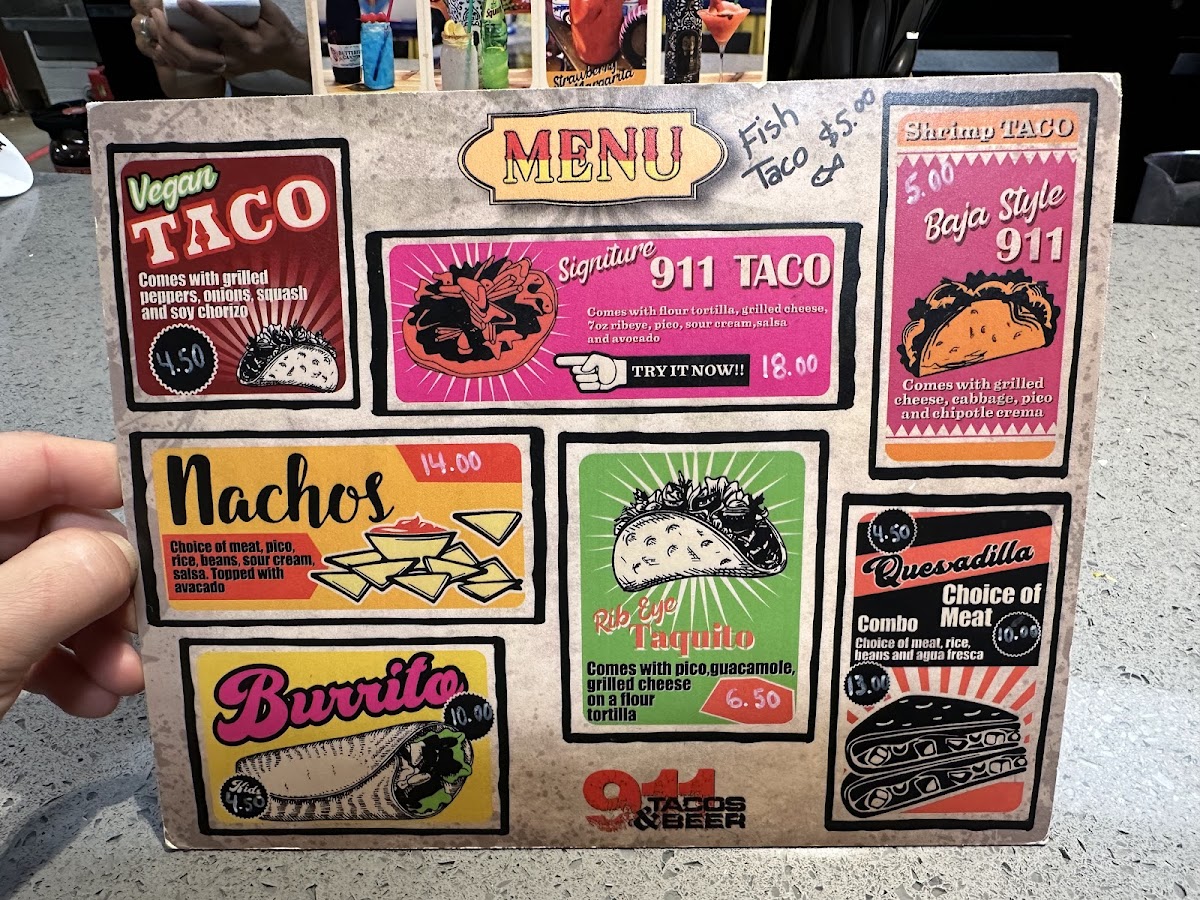 Strawberry
Margarita
MENU
Fish
Taco $5.00
Vegan
TACO
Comes with grilled
peppers, onions, squash
and soy chorizo
4.50
Signiture
911 TACO
Comes with flour tortilla, grilled cheese,
7oz ribeye, pico, sour cream,salsa
and avocado
TRY IT NOW!!
18.00
Shrimp TACO
5.00
Baja Style
911
Comes with grilled
cheese, cabbage, pico
and chipotle crema
Nachos
14.00
Choice of meat, pico,
rice, beans, sour cream,
salsa. Topped with
avacado
Rib Eye
Taquito
Comes with pico,guacamole,
grilled cheese
on a flour
tortilla
6.50
4.50
Quesadilla
Choice of
Meat
10.00
Combo
Choice of meat, rice,
beans and agua fresca
13.00
Burrito
10.00
Kids
4.50
911
TACOS
&BEER